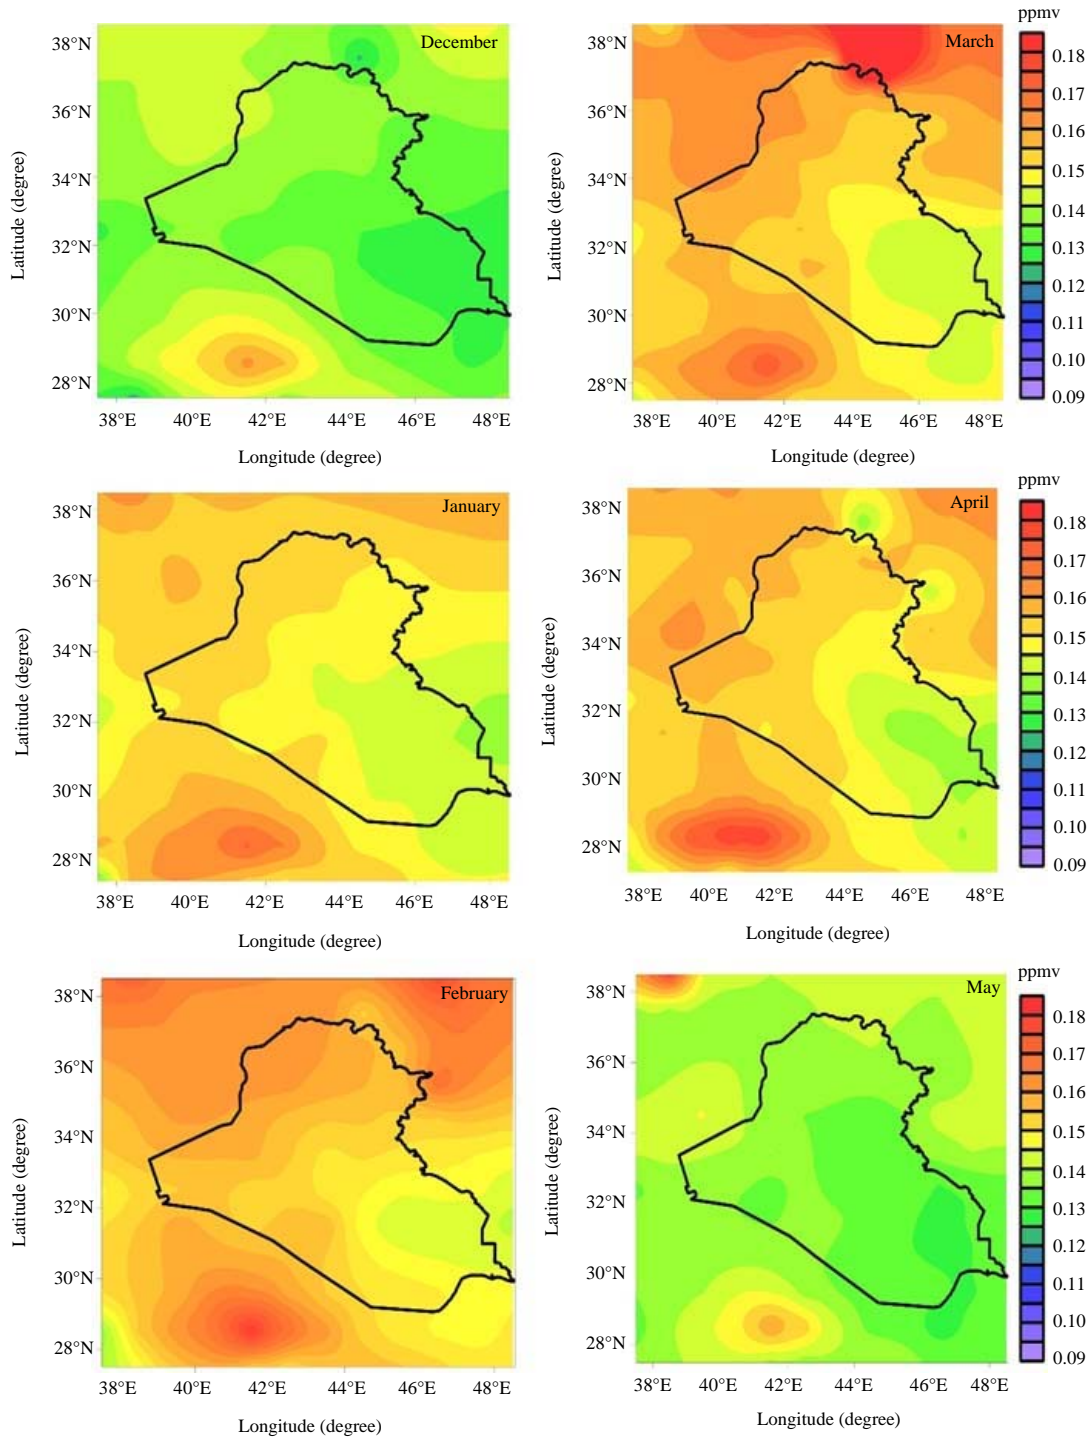 December
38°N
36°N
34°N
32°N
30°N
28°N
Latitude (degree)
38°E
40°E
42°E
44°E
46°E
48°E
Longitude (degree)
March
38°N
36°N
34°N
32°N
30°N
28°N
Latitude (degree)
38°E
40°E
42°E
44°E
46°E
48°E
Longitude (degree)
ppmv
0.18
0.17
0.16
0.15
0.14
0.13
0.12
0.11
0.10
0.09
January
38°N
36°N
34°N
32°N
30°N
28°N
Latitude (degree)
38°E
40°E
42°E
44°E
46°E
48°E
Longitude (degree)
April
38°N
36°N
34°N
32°N
30°N
28°N
Latitude (degree)
38°E
40°E
42°E
44°E
46°E
48°E
Longitude (degree)
ppmv
0.18
0.17
0.16
0.15
0.14
0.13
0.12
0.11
0.10
0.09
February
38°N
36°N
34°N
32°N
30°N
28°N
Latitude (degree)
38°E
40°E
42°E
44°E
46°E
48°E
Longitude (degree)
May
38°N
36°N
34°N
32°N
30°N
28°N
Latitude (degree)
38°E
40°E
42°E
44°E
46°E
48°E
Longitude (degree)
ppmv
0.18
0.17
0.16
0.15
0.14
0.13
0.12
0.11
0.10
0.09